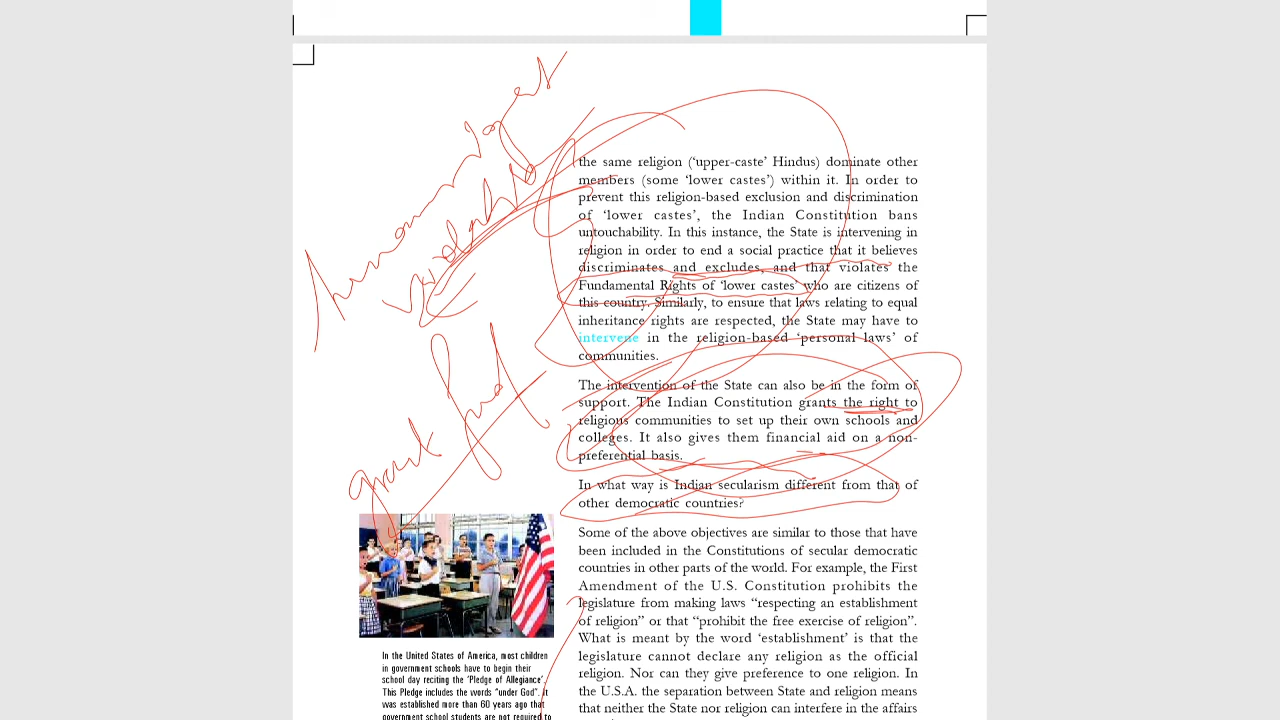 the same religion (‘upper-caste’ Hindus) dominate other
members (some ‘lower castes’) within it. In order to
prevent this religion-based exclusion and discrimination
of ‘lower castes’, the Indian Constitution bans
untouchability. In this instance, the State is intervening in
religion in order to end a social practice that it believes
discriminates and excludes, and that violates the
Fundamental Rights of ‘lower castes’ who are citizens of
this country. Similarly, to ensure that laws relating to equal
inheritance rights are respected, the State may have to
intervene in the religion-based ‘personal laws’ of
communities.
The intervention of the State can also be in the form of
support. The Indian Constitution grants the right to
religious communities to set up their own schools and
colleges. It also gives them financial aid on a non-
preferential basis.
In what way is Indian secularism different from that of
other democratic countries?
Some of the above objectives are similar to those that have
been included in the Constitutions of secular democratic
countries in other parts of the world. For example, the First
Amendment of the U.S. Constitution prohibits the
legislature from making laws “respecting an establishment
of religion” or that “prohibit the free exercise of religion”.
What is meant by the word ‘establishment’ is that the
legislature cannot declare any religion as the official
religion. Nor can they give preference to one religion. In
the U.S.A. the separation between State and religion means
that neither the State nor religion can interfere in the affairs
In the United States of America, most children
in government schools have to begin their
school day reciting the ‘Pledge of Allegiance’.
This Pledge includes the words “under God”. It
was established more than 60 years ago that
government school students are not required to